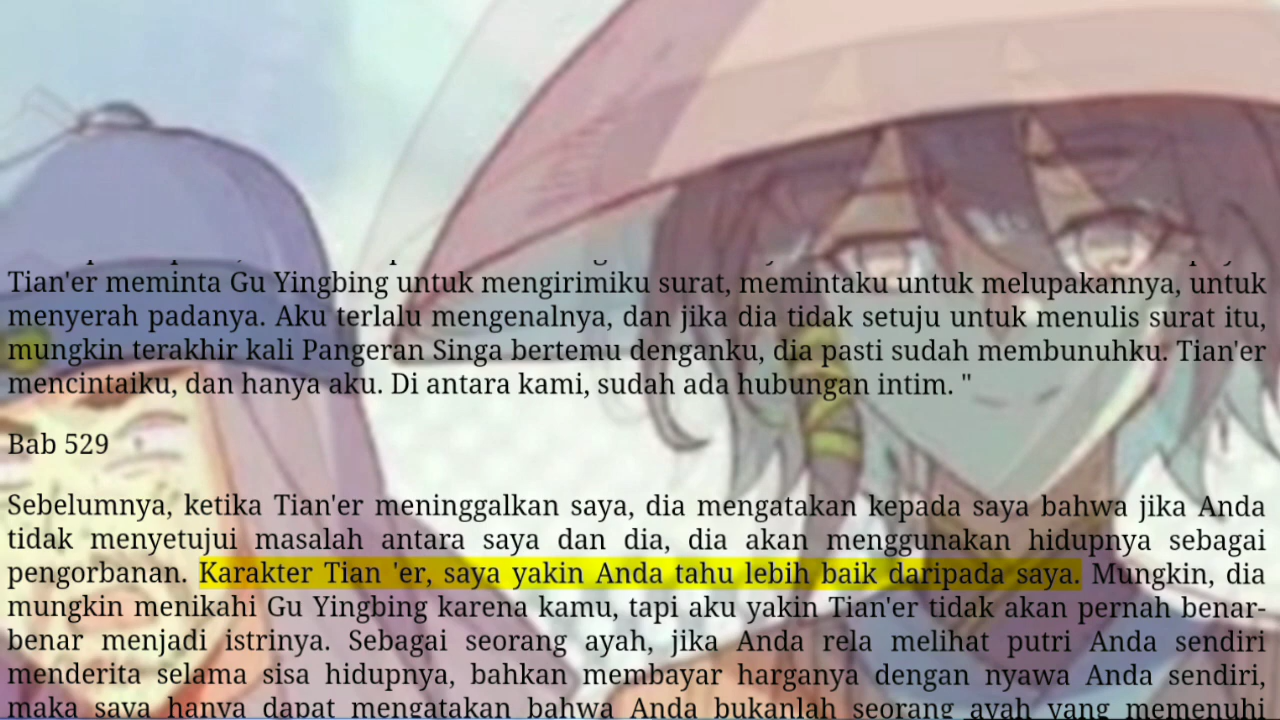 Tian'er meminta Gu Yingbing untuk mengirimiku surat, memintaku untuk melupakannya, untuk
menyerah padanya. Aku terlalu mengenalnya, dan jika dia tidak setuju untuk menulis surat itu,
mungkin terakhir kali Pangeran Singa bertemu denganku, dia pasti sudah membunuhku. Tian'er
mencintaiku, dan hanya aku. Di antara kami, sudah ada hubungan intim. "
Bab 529
Sebelumnya, ketika Tian'er meninggalkan saya, dia mengatakan kepada saya bahwa jika Anda
tidak menyetujui masalah antara saya dan dia, dia akan menggunakan hidupnya sebagai
pengorbanan. Karakter Tian 'er, saya yakin Anda tahu lebih baik daripada saya. Mungkin, dia
mungkin menikahi Gu Yingbing karena kamu, tapi aku yakin Tian'er tidak akan pernah benar-
benar menjadi istrinya. Sebagai seorang ayah, jika Anda rela melihat putri Anda sendiri
menderita selama sisa hidupnya, bahkan membayar harganya dengan nyawa Anda sendiri,
maka saya hanya dapat mengatakan bahwa Anda bukanlah seorang ayah yang memenuhi